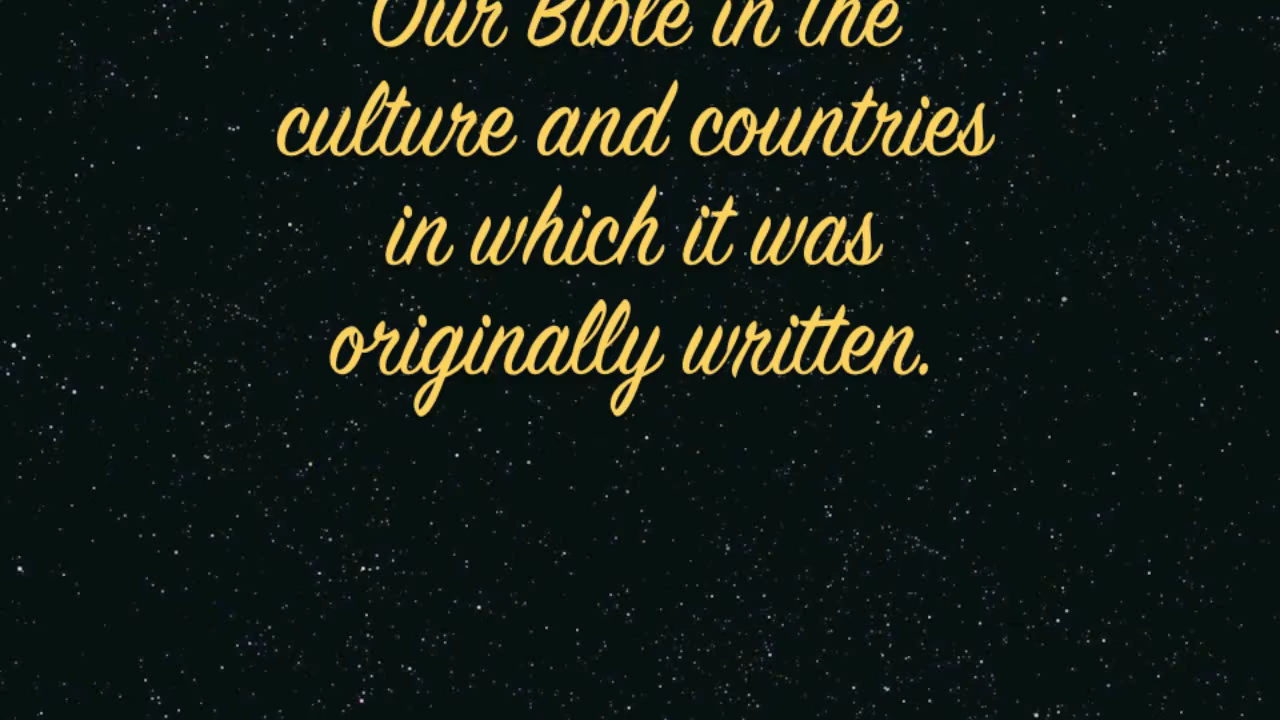 Our Bible in the
culture and countries
in which it was
originally written.